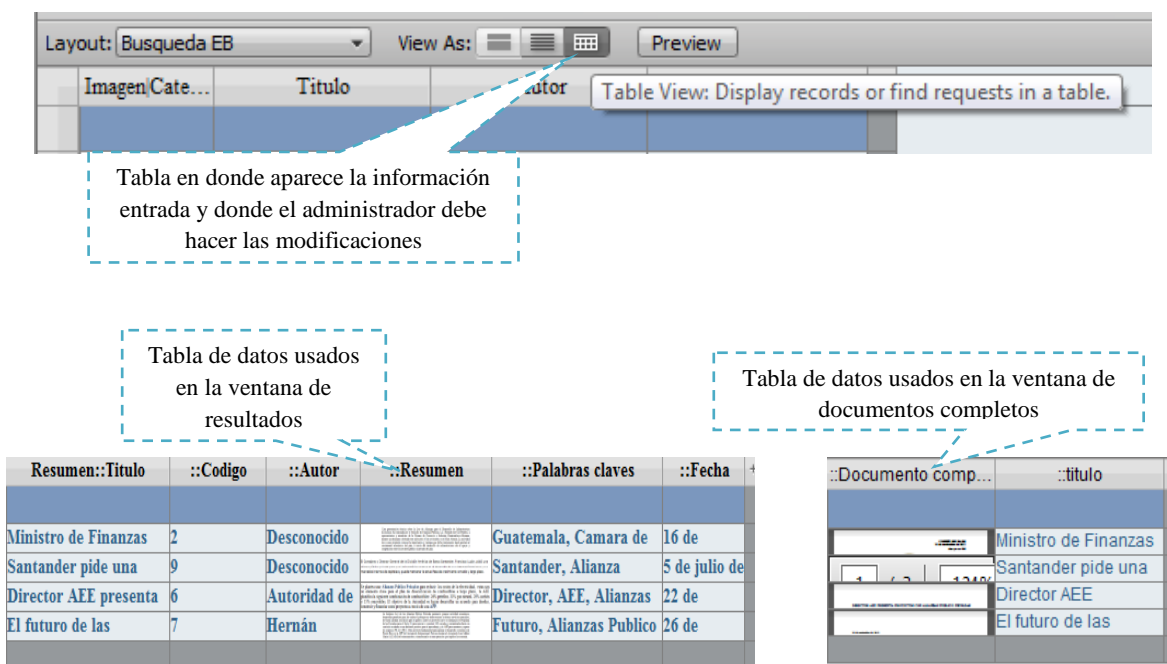 Layout: Busqueda EB View As: Preview
Imagen|Cate... Titulo Autor
Table View: Display records or find requests in a table.
Tabla en donde aparece la información
entrada y donde el administrador debe
hacer las modificaciones
Tabla de datos usados
en la ventana de
resultados
Tabla de datos usados en la ventana de
documentos completos
Resumen::Titulo ::Codigo ::Autor ::Resumen ::Palabras claves ::Fecha +
Ministro de Finanzas 2 Desconocido Guatemala, Camara de 16 de
Santander pide una 9 Desconocido Santander, Alianza 5 de julio de
Director AEE presenta 6 Autoridad de Director, AEE, Alianzas 22 de
El futuro de las 7 Hernán Futuro, Alianzas Publico 26 de
::Documento comp... ::titulo
Ministro de Finanzas
Santander pide una
Director AEE
El futuro de las